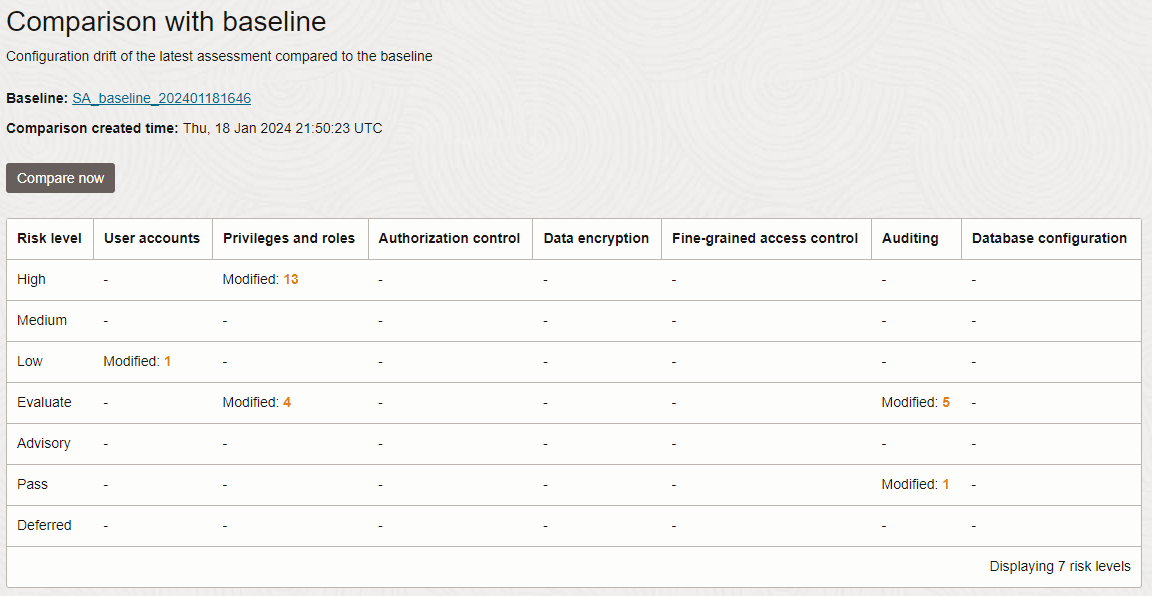 Comparison with baseline
Configuration drift of the latest assessment compared to the baseline
Baseline: SA_baseline_202401181646
Comparison created time: Thu, 18 Jan 2024 21:50:23 UTC
Compare now
Risk level User accounts Privileges and roles Authorization control Data encryption Fine-grained access control Auditing Database configuration
High - Modified: 13 - - - - -
Medium - - - - - - -
Low Modified: 1 - - - - - -
Evaluate - Modified: 4 - - - Modified: 5 -
Advisory - - - - - - -
Pass - - - - - Modified: 1 -
Deferred - - - - - - -
Displaying 7 risk levels